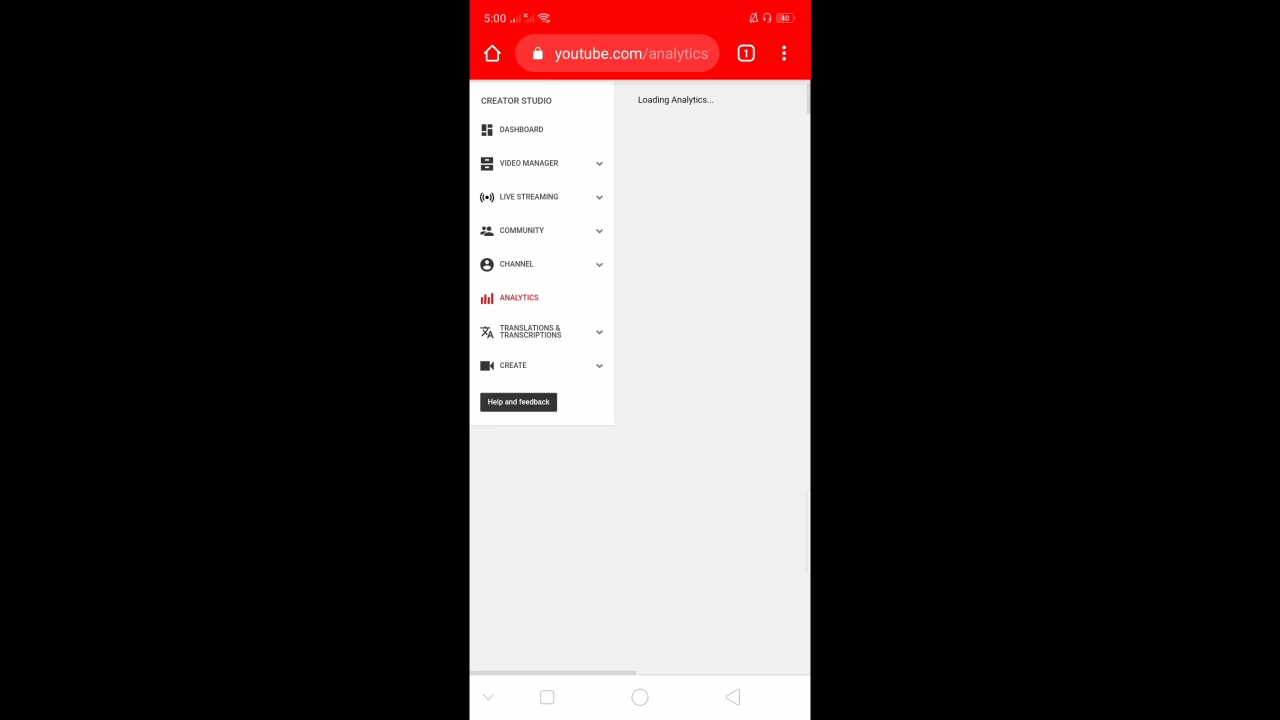 5:00
40
youtube.com/analytics
1
CREATOR STUDIO
Loading Analytics...
DASHBOARD
VIDEO MANAGER
LIVE STREAMING
COMMUNITY
CHANNEL
ANALYTICS
TRANSLATIONS &
TRANSCRIPTIONS
CREATE
Help and feedback